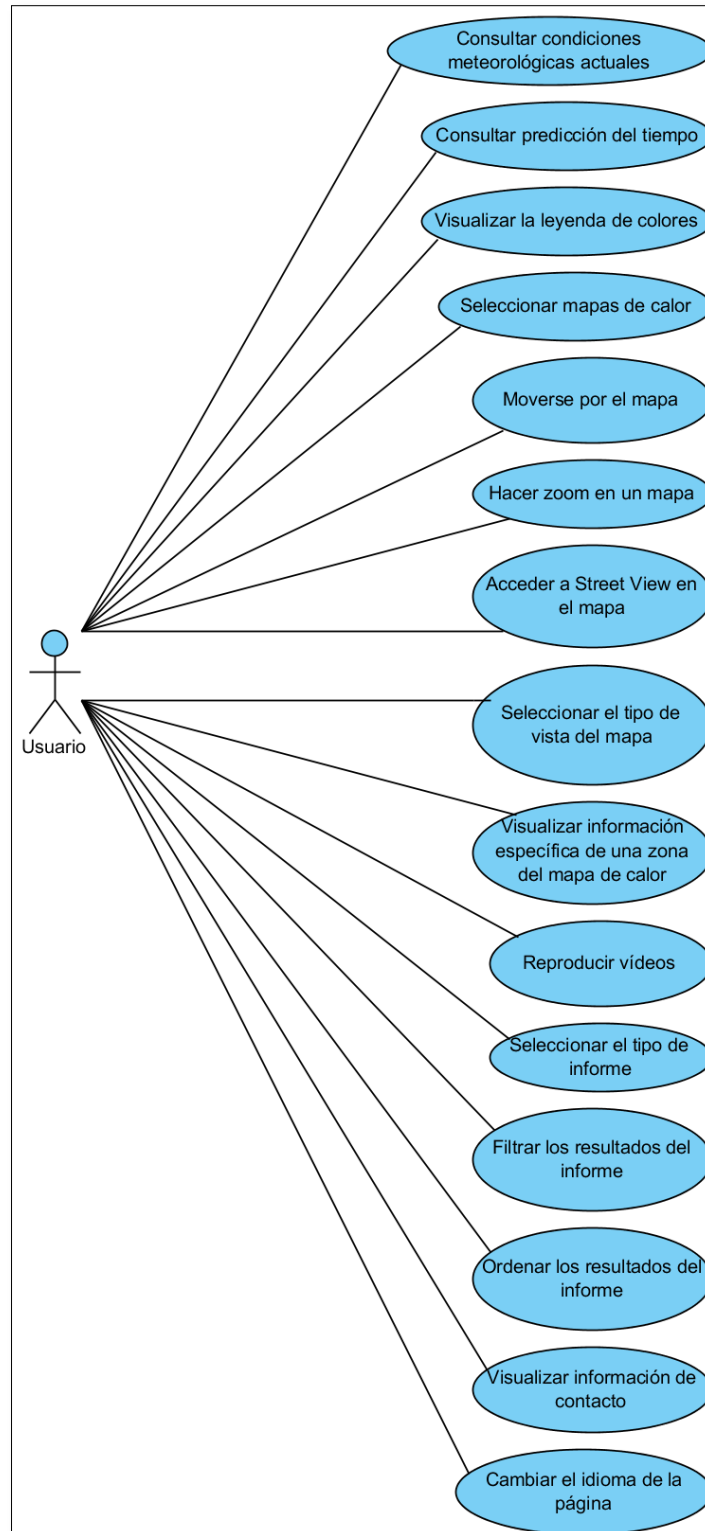 Consultar condiciones
meteorológicas actuales
Consultar predicción del tiempo
Visualizar la leyenda de colores
Seleccionar mapas de calor
Moverse por el mapa
Hacer zoom en un mapa
Acceder a Street View en
el mapa
Usuario
Seleccionar el tipo de
vista del mapa
Visualizar información
específica de una zona
del mapa de calor
Reproducir vídeos
Seleccionar el tipo de
informe
Filtrar los resultados del
informe
Ordenar los resultados del
informe
Visualizar información de
contacto
Cambiar el idioma de la
página